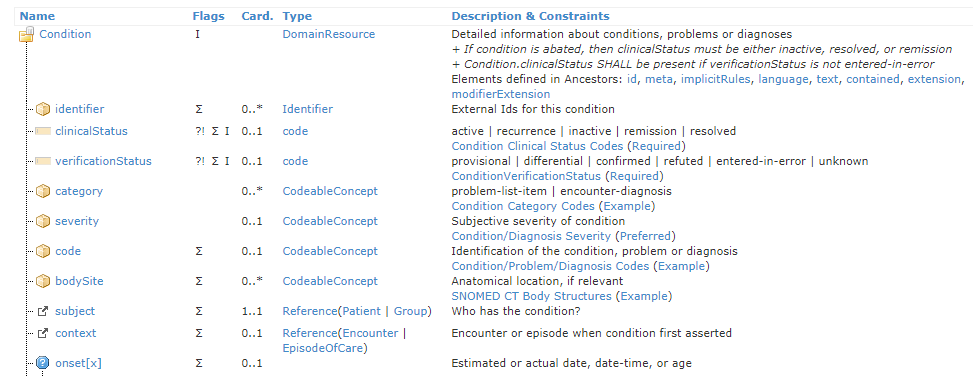 Name Flags Card. Type Description & Constraints
Condition I DomainResource Detailed information about conditions, problems or diagnoses
+ If condition is abated, then clinicalStatus must be either inactive, resolved, or remission
+ Condition.clinicalStatus SHALL be present if verificationStatus is not entered-in-error
Elements defined in Ancestors: id, meta, implicitRules, language, text, contained, extension,
modifierExtension
identifier Σ 0..* Identifier External Ids for this condition
clinicalStatus ?! Σ I 0..1 code active | recurrence | inactive | remission | resolved
Condition Clinical Status Codes (Required)
verificationStatus ?! Σ I 0..1 code provisional | differential | confirmed | refuted | entered-in-error | unknown
ConditionVerificationStatus (Required)
category 0..* CodeableConcept problem-list-item | encounter-diagnosis
Condition Category Codes (Example)
severity 0..1 CodeableConcept Subjective severity of condition
Condition/Diagnosis Severity (Preferred)
code Σ 0..1 CodeableConcept Identification of the condition, problem or diagnosis
Condition/Problem/Diagnosis Codes (Example)
bodySite Σ 0..* CodeableConcept Anatomical location, if relevant
SNOMED CT Body Structures (Example)
subject Σ 1..1 Reference(Patient | Group) Who has the condition?
context Σ 0..1 Reference(Encounter | Encounter or episode when condition first asserted
EpisodeOfCare)
onset[x] Σ 0..1 Estimated or actual date, date-time, or age